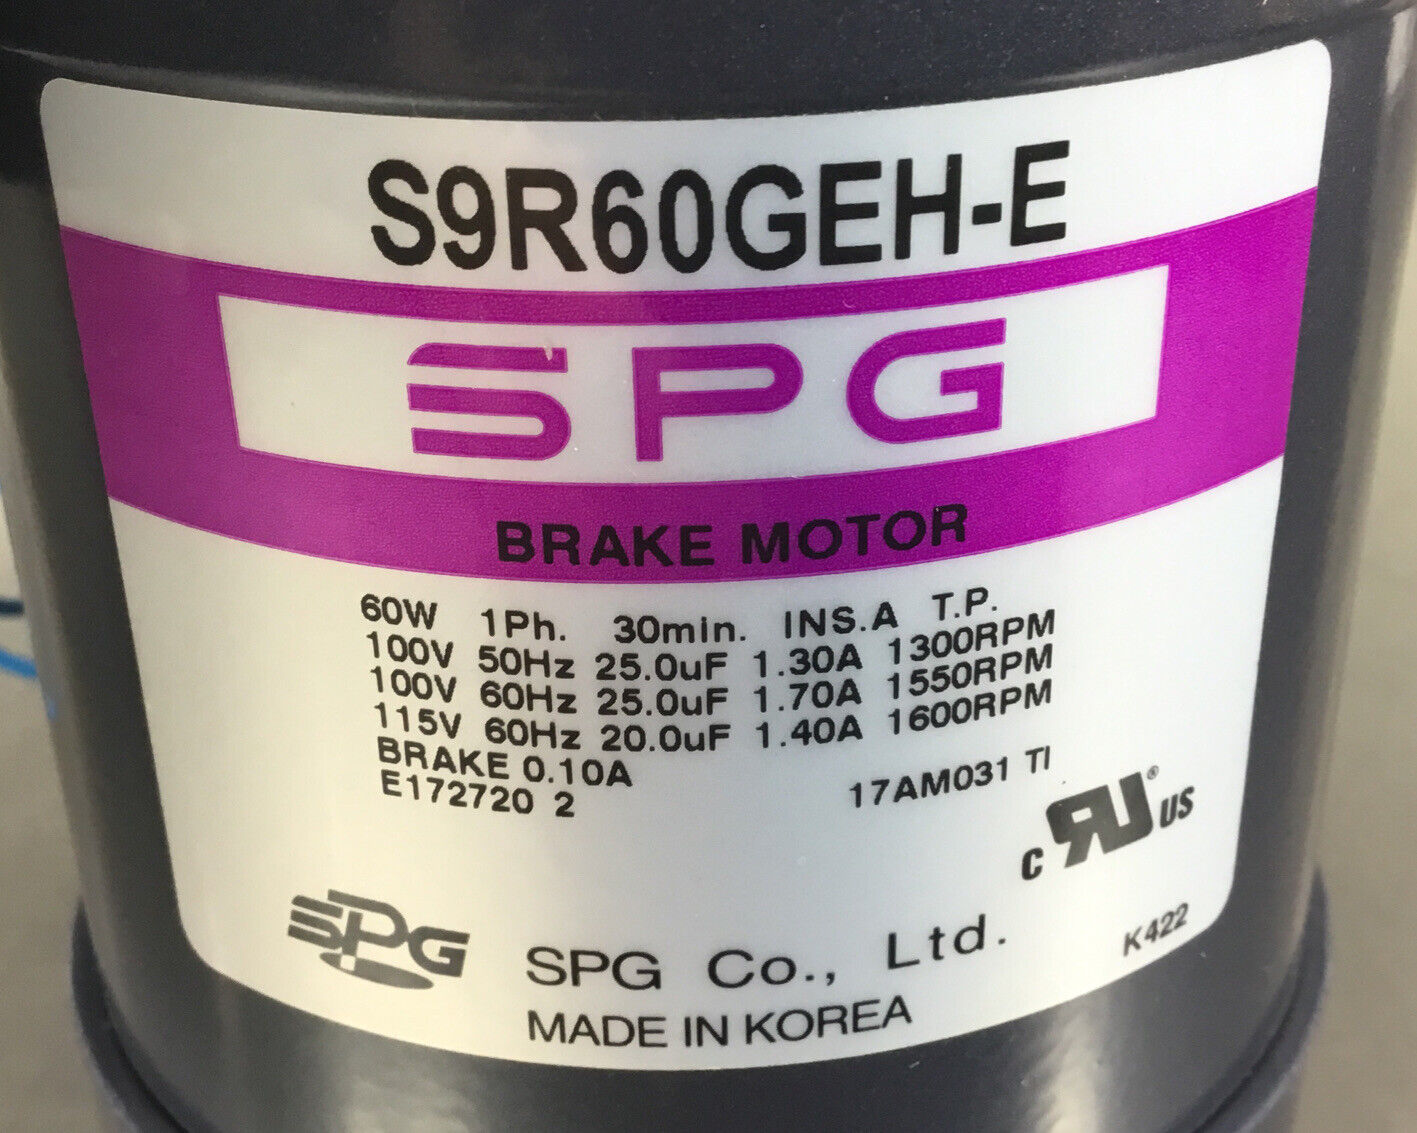 S9R60GEH-E
SPG
BRAKE MOTOR
60W 1Ph. 30min. INS.A T.P.
100V 50Hz 25.0uF 1.30A 1300RPM
100V 60Hz 25.0uF 1.70A 1550RPM
115V 60Hz 20.0uF 1.40A 1600RPM
BRAKE 0.10A
E172720 2 17AM031 TI
c RU ® US
SPG SPG Co., Ltd. K422
MADE IN KOREA